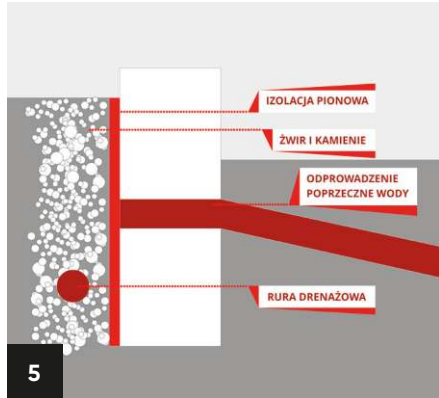 IZOLACJA PIONOWA
ŻWIR I KAMIENIE
ODPROWADZENIE
POPRZECZNE WODY
RURA DRENAŻOWA
5